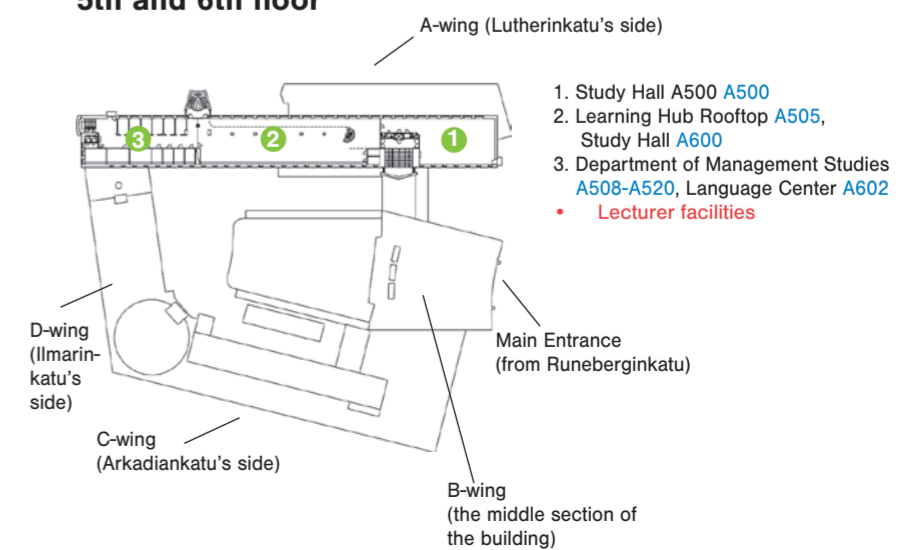 5th and 6th floor
A-wing (Lutherinkatu's side)
1. Study Hall A500 A500
2. Learning Hub Rooftop A505,
Study Hall A600
3. Department of Management Studies
A508-A520, Language Center A602
• Lecturer facilities
3
2
1
D-wing
(Ilmarin-
katu's
side)
Main Entrance
(from Runeberginkatu)
C-wing
(Arkadiankatu's side)
B-wing
(the middle section of
the building)